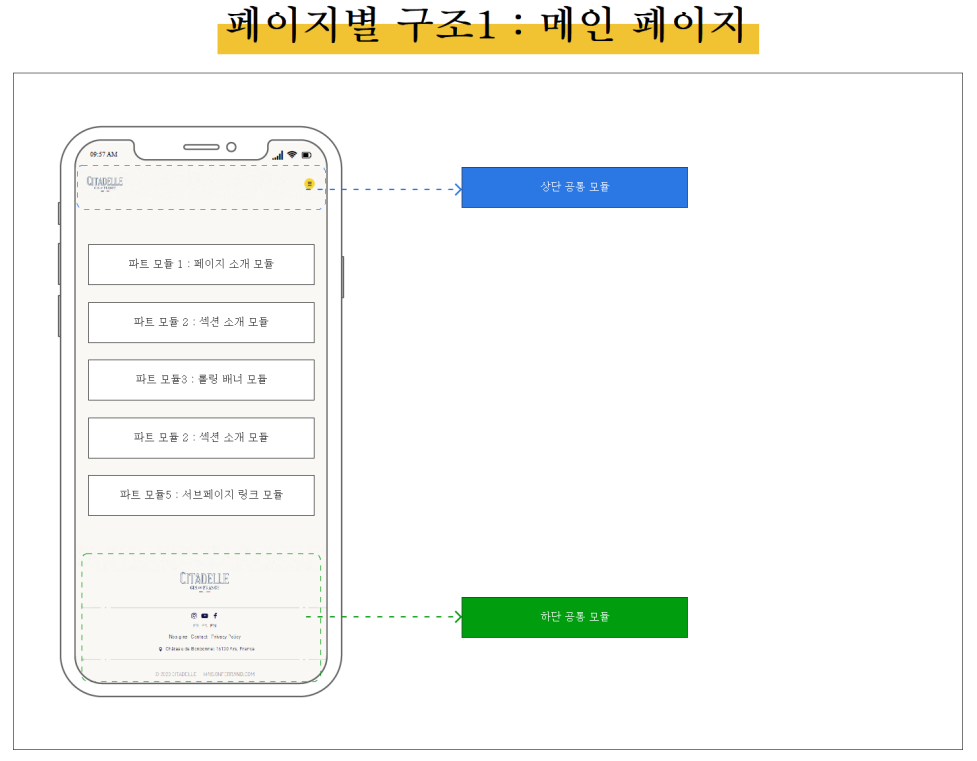 페이지별 구조1 : 메인 페이지
09:57 AM
CITADELLE
상단 공통 모듈
파트 모듈 1 : 페이지 소개 모듈
파트 모듈 2 : 섹션 소개 모듈
파트 모듈3 : 롤링 배너 모듈
파트 모듈 2 : 섹션 소개 모듈
파트 모듈5 : 서브페이지 링크 모듈
CITADELLE
하단 공통 모듈
Contact Privacy Policy